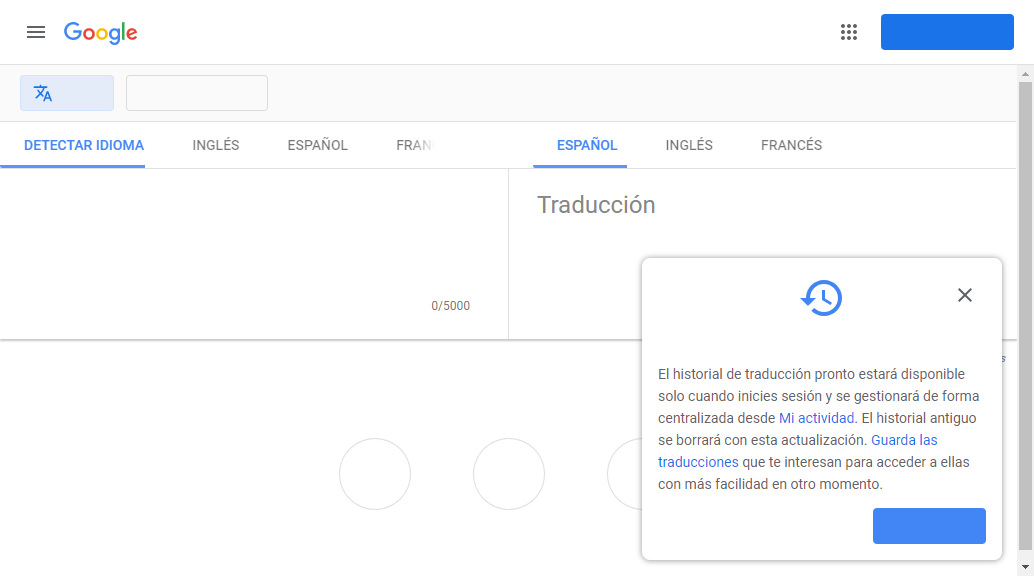 Google
DETECTAR IDIOMA INGLÉS ESPAÑOL FRAN
ESPAÑOL INGLÉS FRANCÉS
Traducción
0/5000
El historial de traducción pronto estará disponible
solo cuando inicies sesión y se gestionará de forma
centralizada desde Mi actividad. El historial antiguo
se borrará con esta actualización. Guarda las
traducciones que te interesan para acceder a ellas
con más facilidad en otro momento.